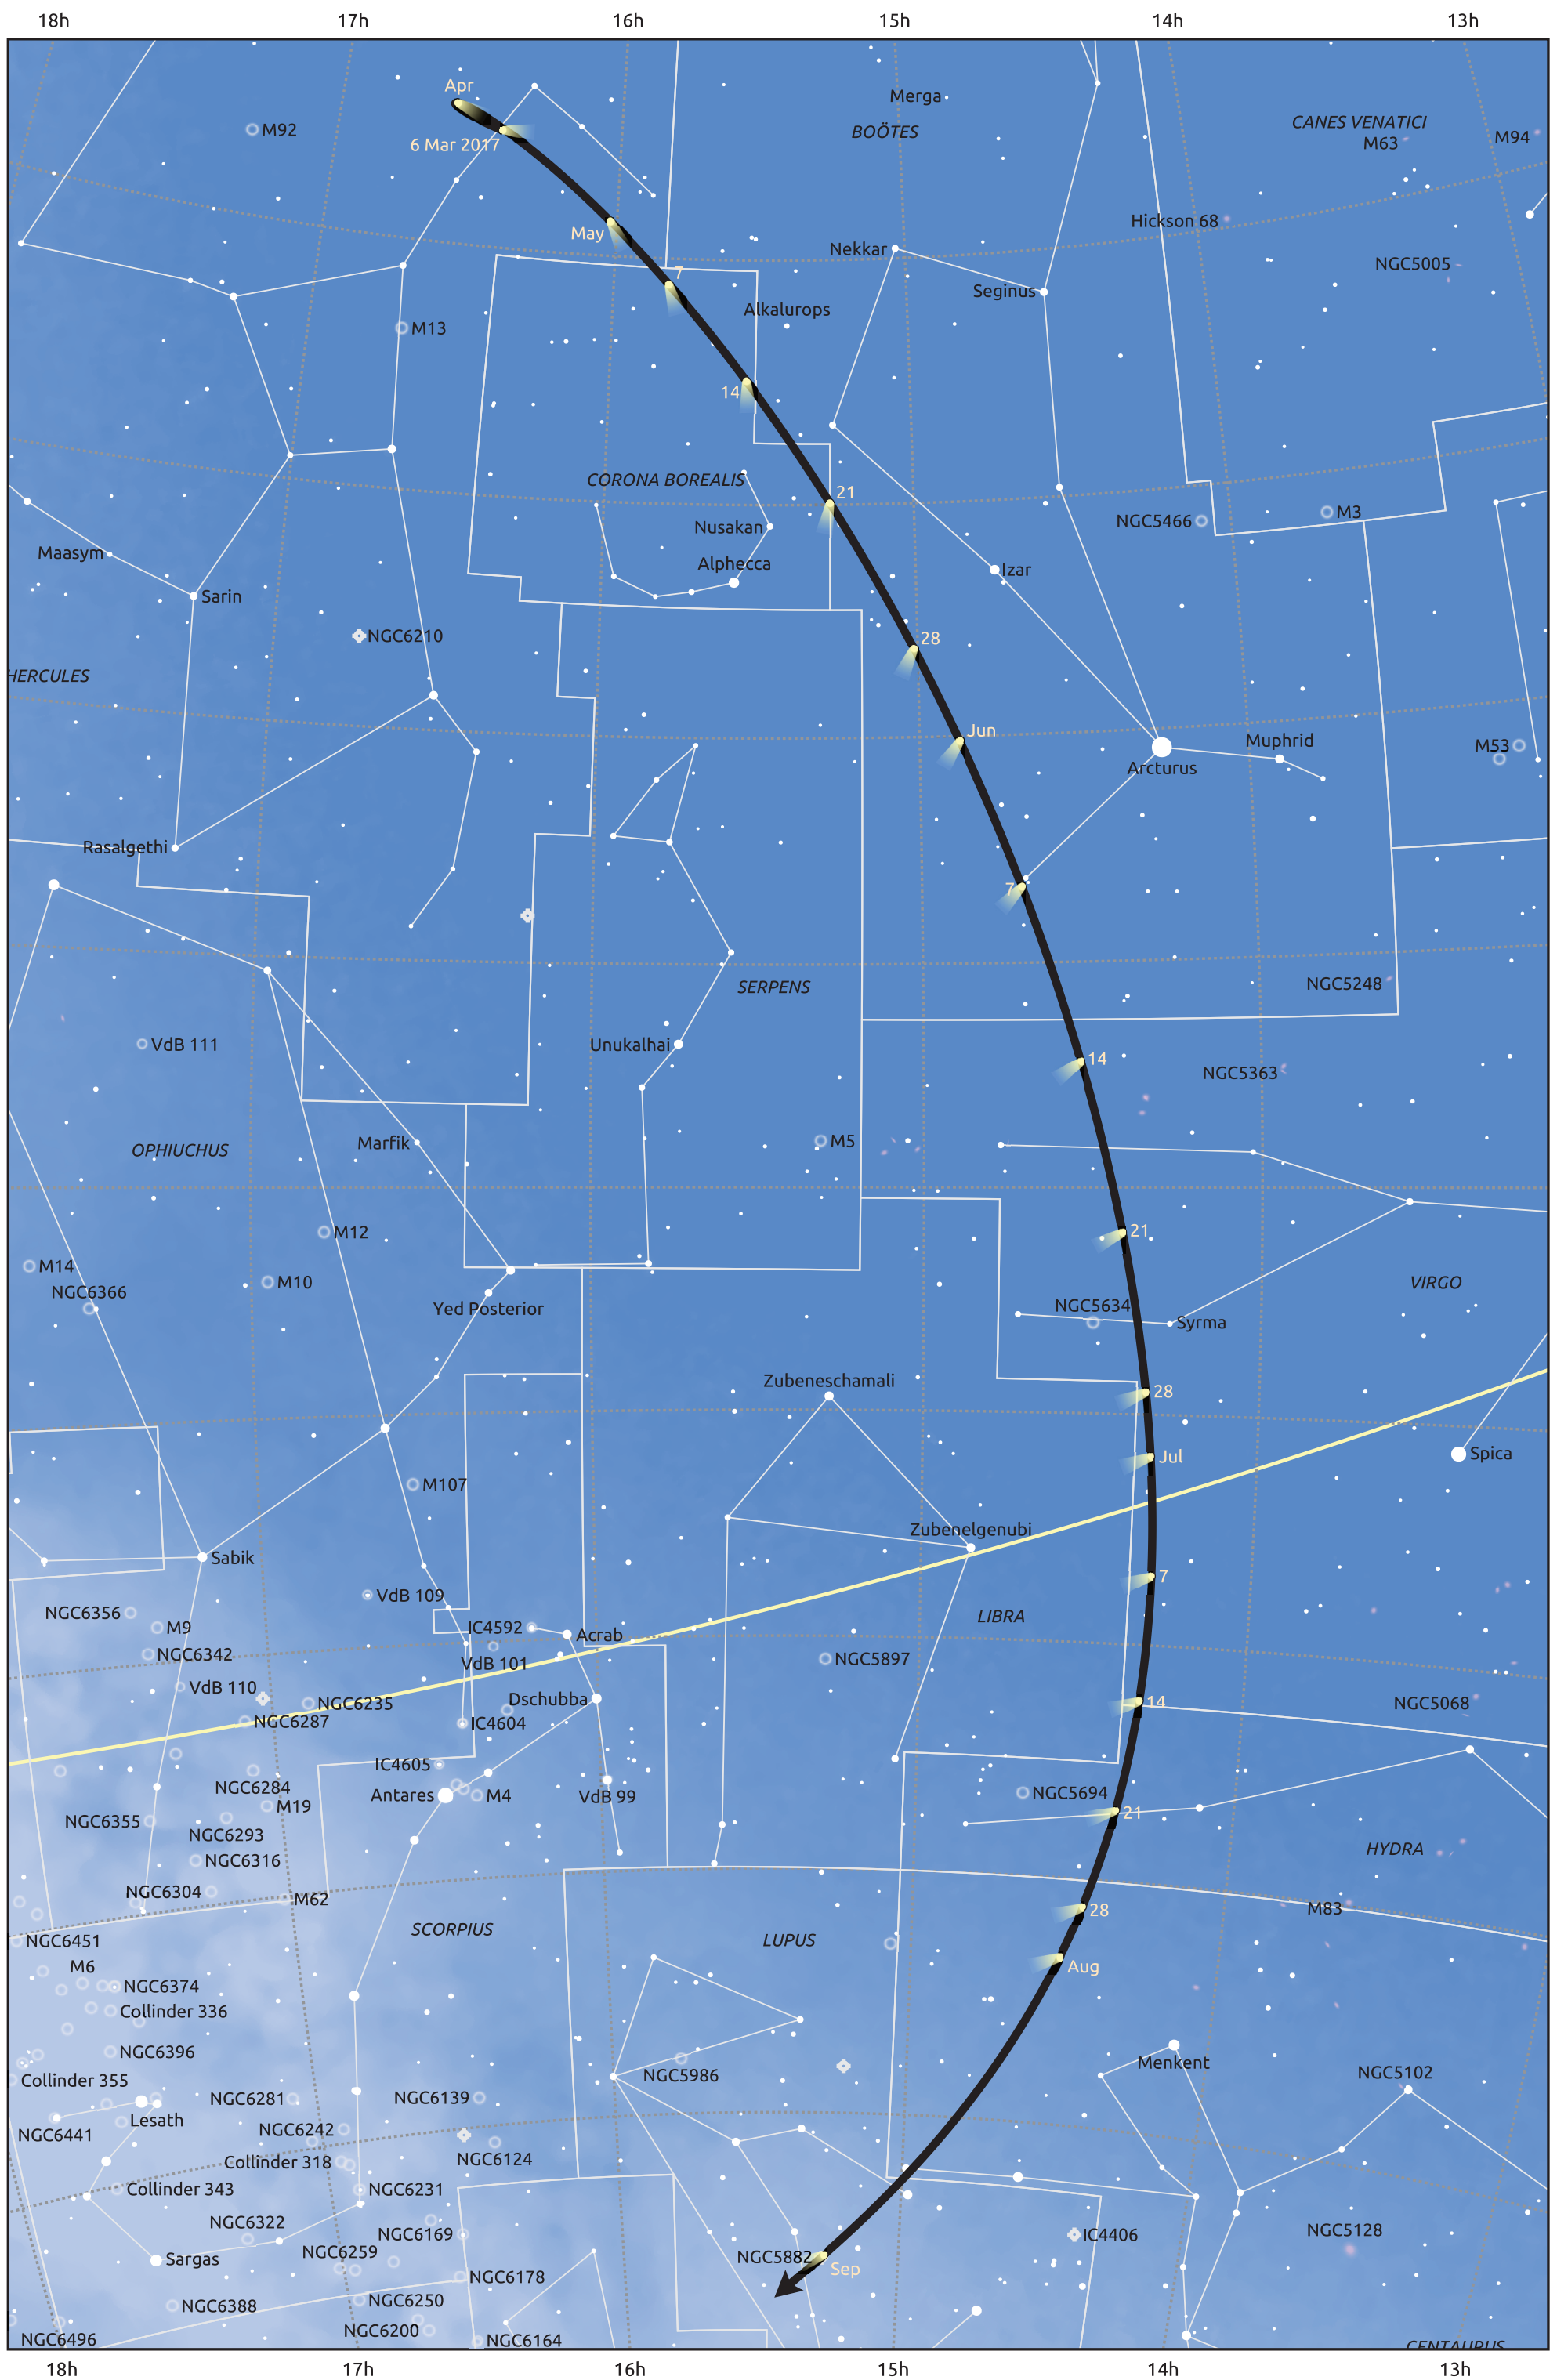 18h 17h 16h 15h 14h 13h
Apr
Merga
CANES VENATICI
M92
BOÖTES
M94
M63
6 Mar 2017
Hickson 68
May
Nekkar
NGC5005
7
Seginus
Alkalurops
M13
14
CORONA BOREALIS
21
M3
NGC5466
Nusakan
Maasym
Alphecca
Izar
Sarin
NGC6210
28
HERCULES
Jun
Muphrid
M53
Arcturus
Rasalgethi
7
NGC5248
SERPENS
VdB 111
Unukalhai
14
NGC5363
Marfik
M5
OPHIUCHUS
M12
21
M14
M10
VIRGO
NGC6366
NGC5634
Yed Posterior
Syrma
Zubeneschamali
28
Spica
Jul
M107
Zubenelgenubi
Sabik
7
VdB 109
NGC6356
LIBRA
M9
IC4592
Acrab
NGC6342
VdB 101
NGC5897
VdB 110
Dschubba
NGC6235
14
NGC5068
NGC6287
IC4604
IC4605
NGC6284
Antares
M4
VdB 99
NGC5694
M19
NGC6355
21
NGC6293
HYDRA
NGC6316
NGC6304
M62
M83
28
SCORPIUS
LUPUS
NGC6451
M6
Aug
NGC6374
Collinder 336
NGC6396
Menkent
Collinder 355
NGC5986
NGC5102
NGC6281
NGC6139
Lesath
NGC6441
NGC6242
NGC6124
Collinder 318
Collinder 343
NGC6231
NGC6322
NGC6169
IC4406
NGC5128
NGC6259
Sargas
NGC5882
Sep
NGC6178
NGC6250
NGC6388
NGC6200
NGC6496
NGC6164
CENTAURUS
18h 17h 16h 15h 14h 13h